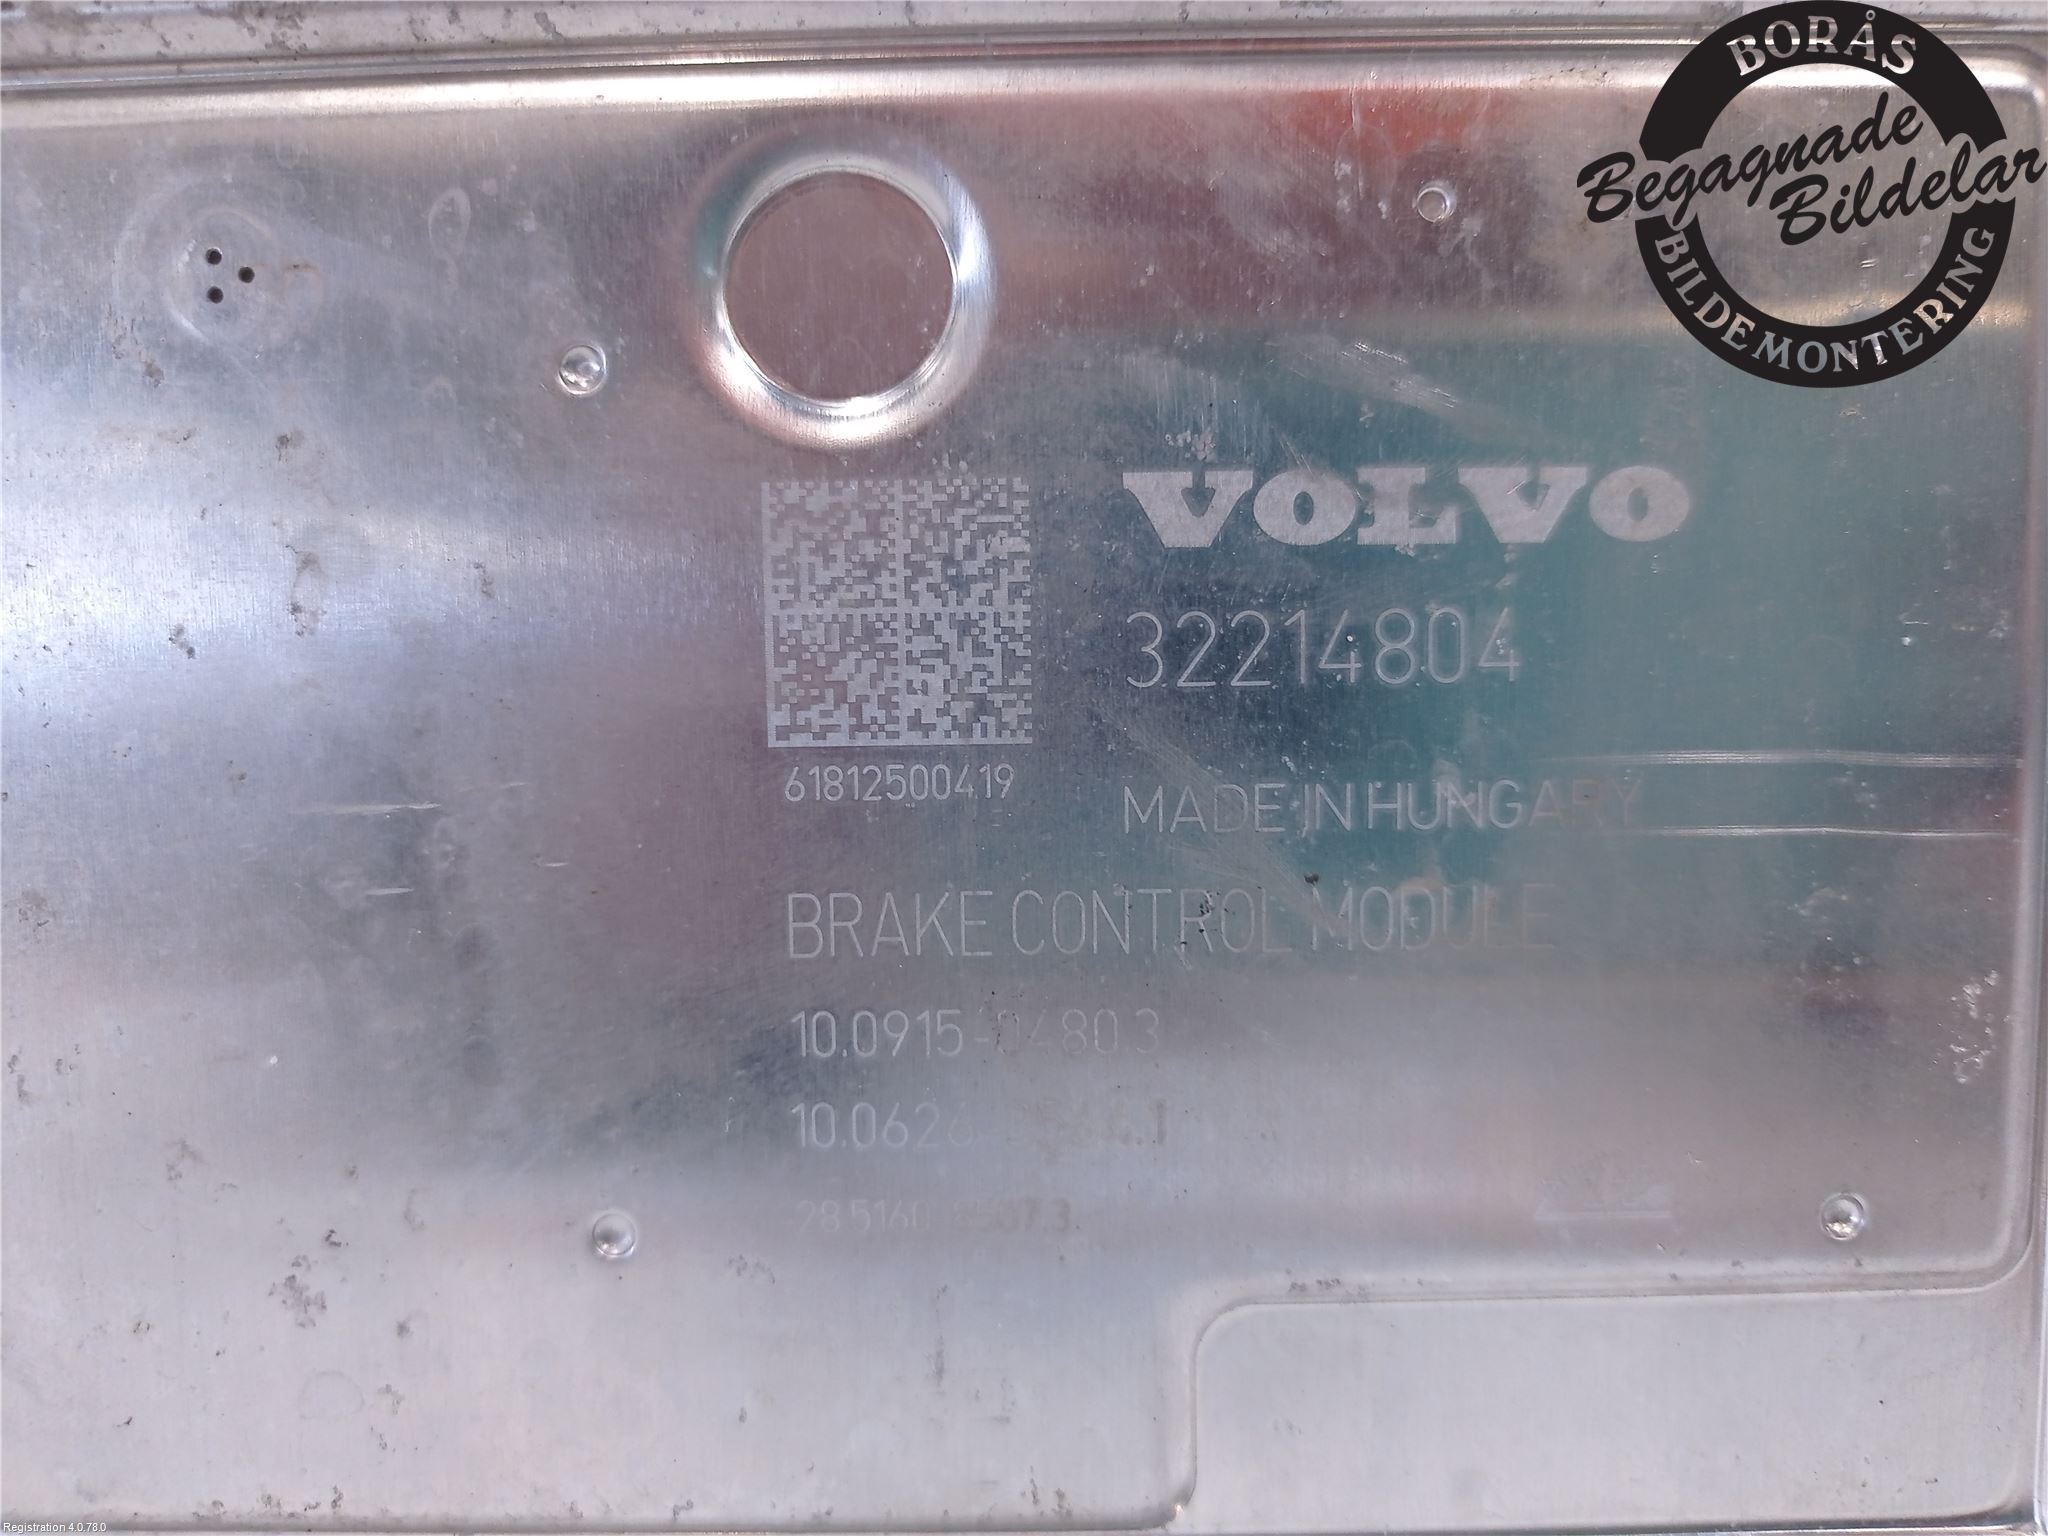 BORÅS
Begagnade
Bildelar
BILDEMONTERING
VOLVO
32214804
61812500419
MADE IN HUNGARY
BRAKE CONTROL MODULE
10.0915-0480.3
Registration 4.0.78.0